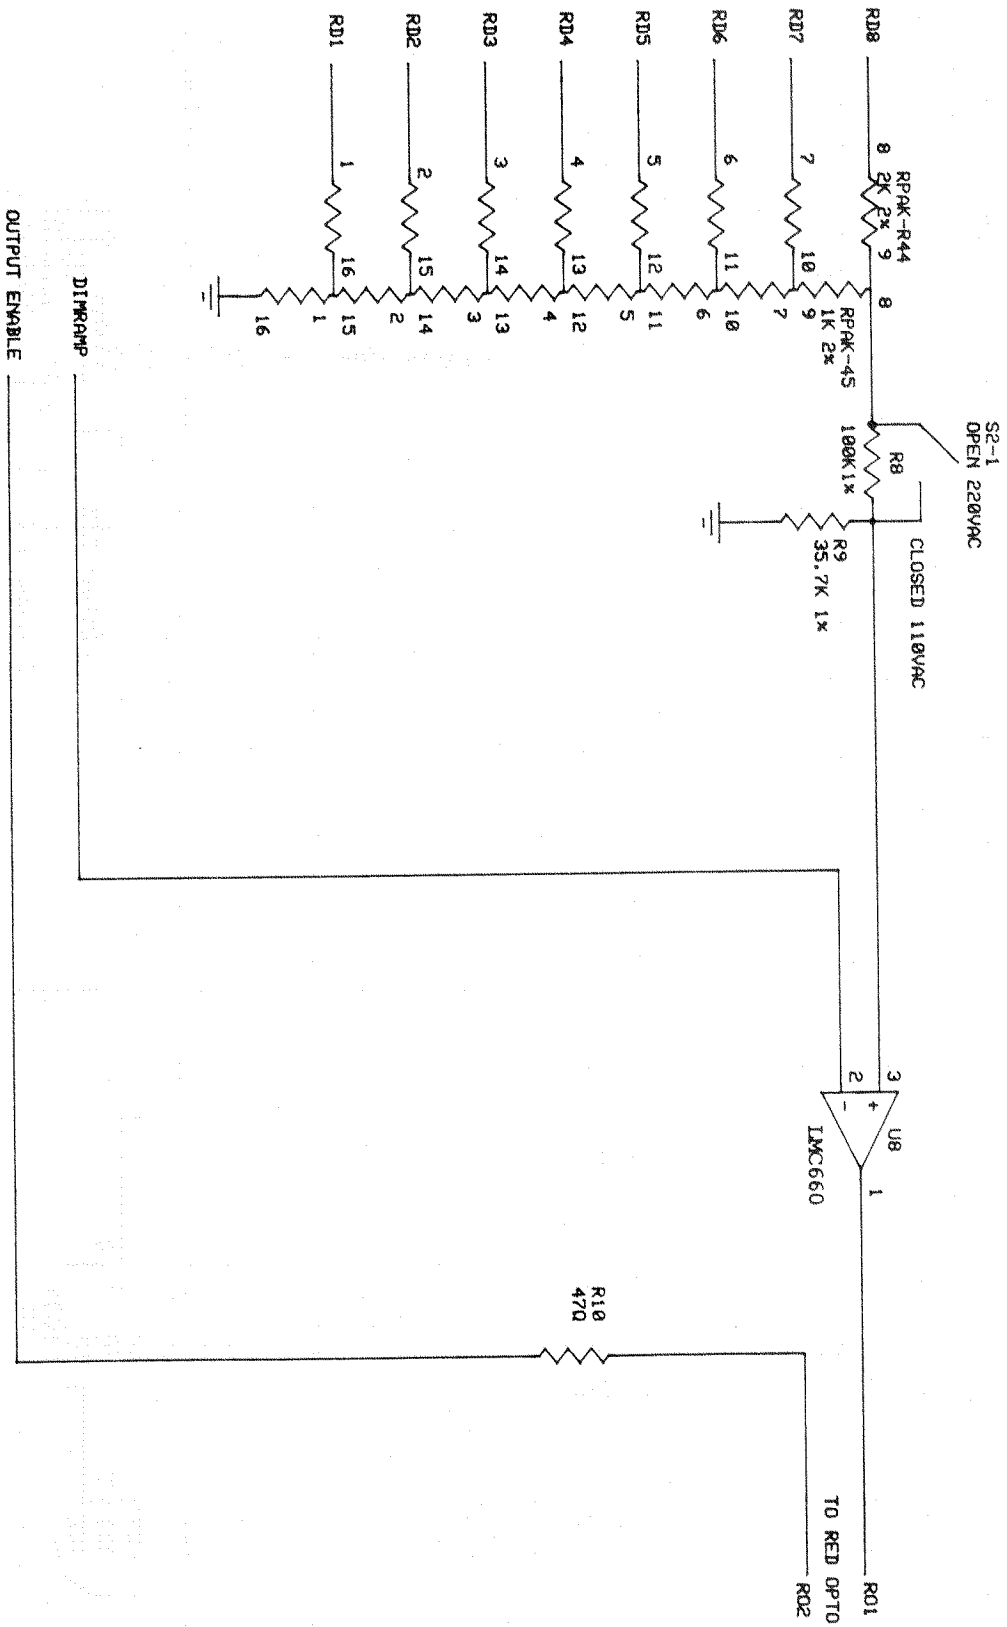 S2-1
OPEN 220VAC
CLOSED 110VAC
RPAK-R44
2K 2%
R8
100K1%
RD8
8
9
8
RPAK-45
1K 2%
R9
35.7K 1%
RD7
7
10
9
7
RD6
6
11
10
6
RD5
5
12
11
5
RD4
4
13
12
4
RD3
3
14
13
3
RD2
2
15
14
2
RD1
1
16
15
1
16
3
2
+
-
U8
LMC660
1
RO1
TO RED OPTO
RO2
R10
47Ω
DIMRAMP
OUTPUT ENABLE